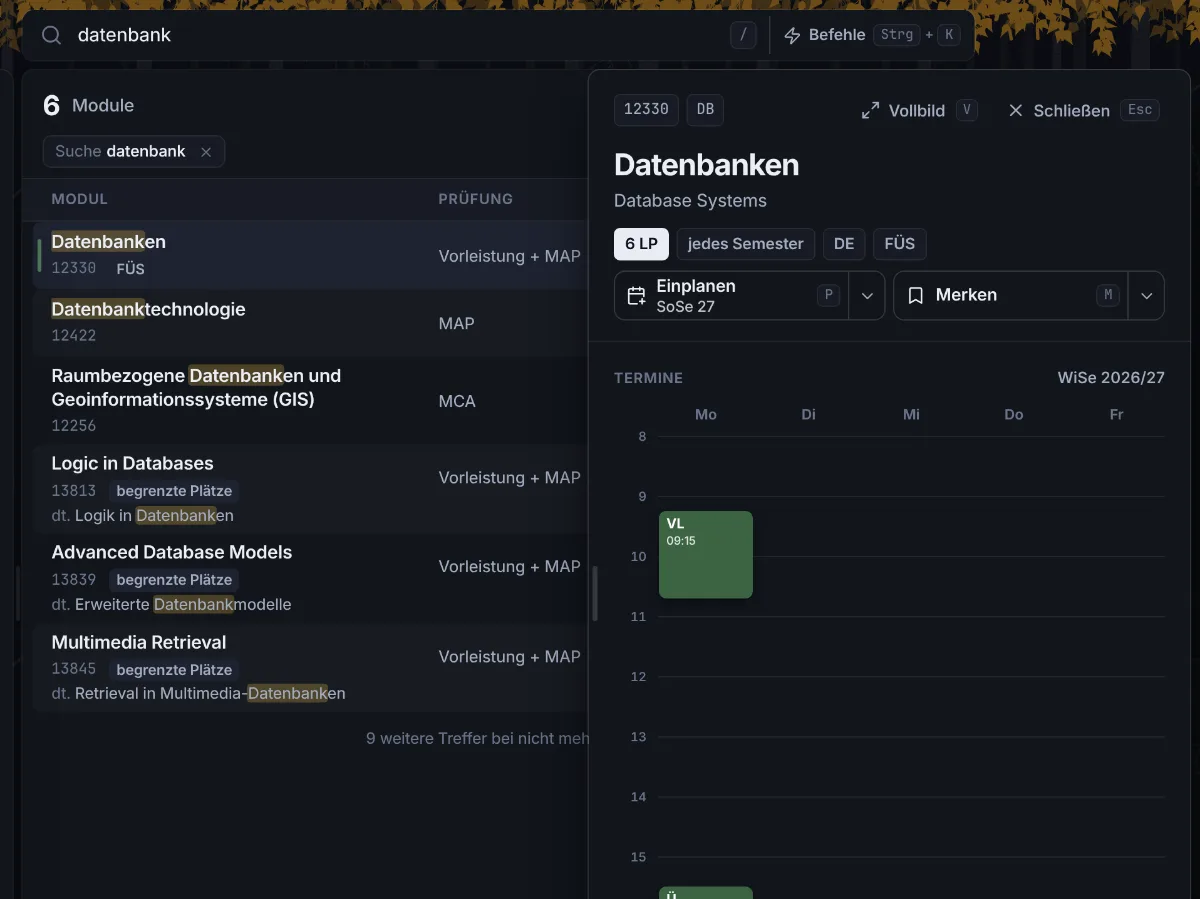 datenbank
/
Befehle Strg + K
6 Module
Suche datenbank
MODUL PRÜFUNG
Datenbanken
12330 FÜS
Vorleistung + MAP
Datenbanktechnologie
12422
MAP
Raumbezogene Datenbanken und
Geoinformationssysteme (GIS)
12256
MCA
Logic in Databases
13813 begrenzte Plätze
dt. Logik in Datenbanken
Vorleistung + MAP
Advanced Database Models
13839 begrenzte Plätze
dt. Erweiterte Datenbankmodelle
Vorleistung + MAP
Multimedia Retrieval
13845 begrenzte Plätze
dt. Retrieval in Multimedia-Datenbanken
Vorleistung + MAP
9 weitere Treffer bei nicht meh
12330 DB
Vollbild V
Schließen Esc
Datenbanken
Database Systems
6 LP jedes Semester DE FÜS
Einplanen
SoSe 27
P
Merken M
TERMINE WiSe 2026/27
Mo Di Mi Do Fr
8
9
VL
09:15
10
11
12
13
14
15
Ü